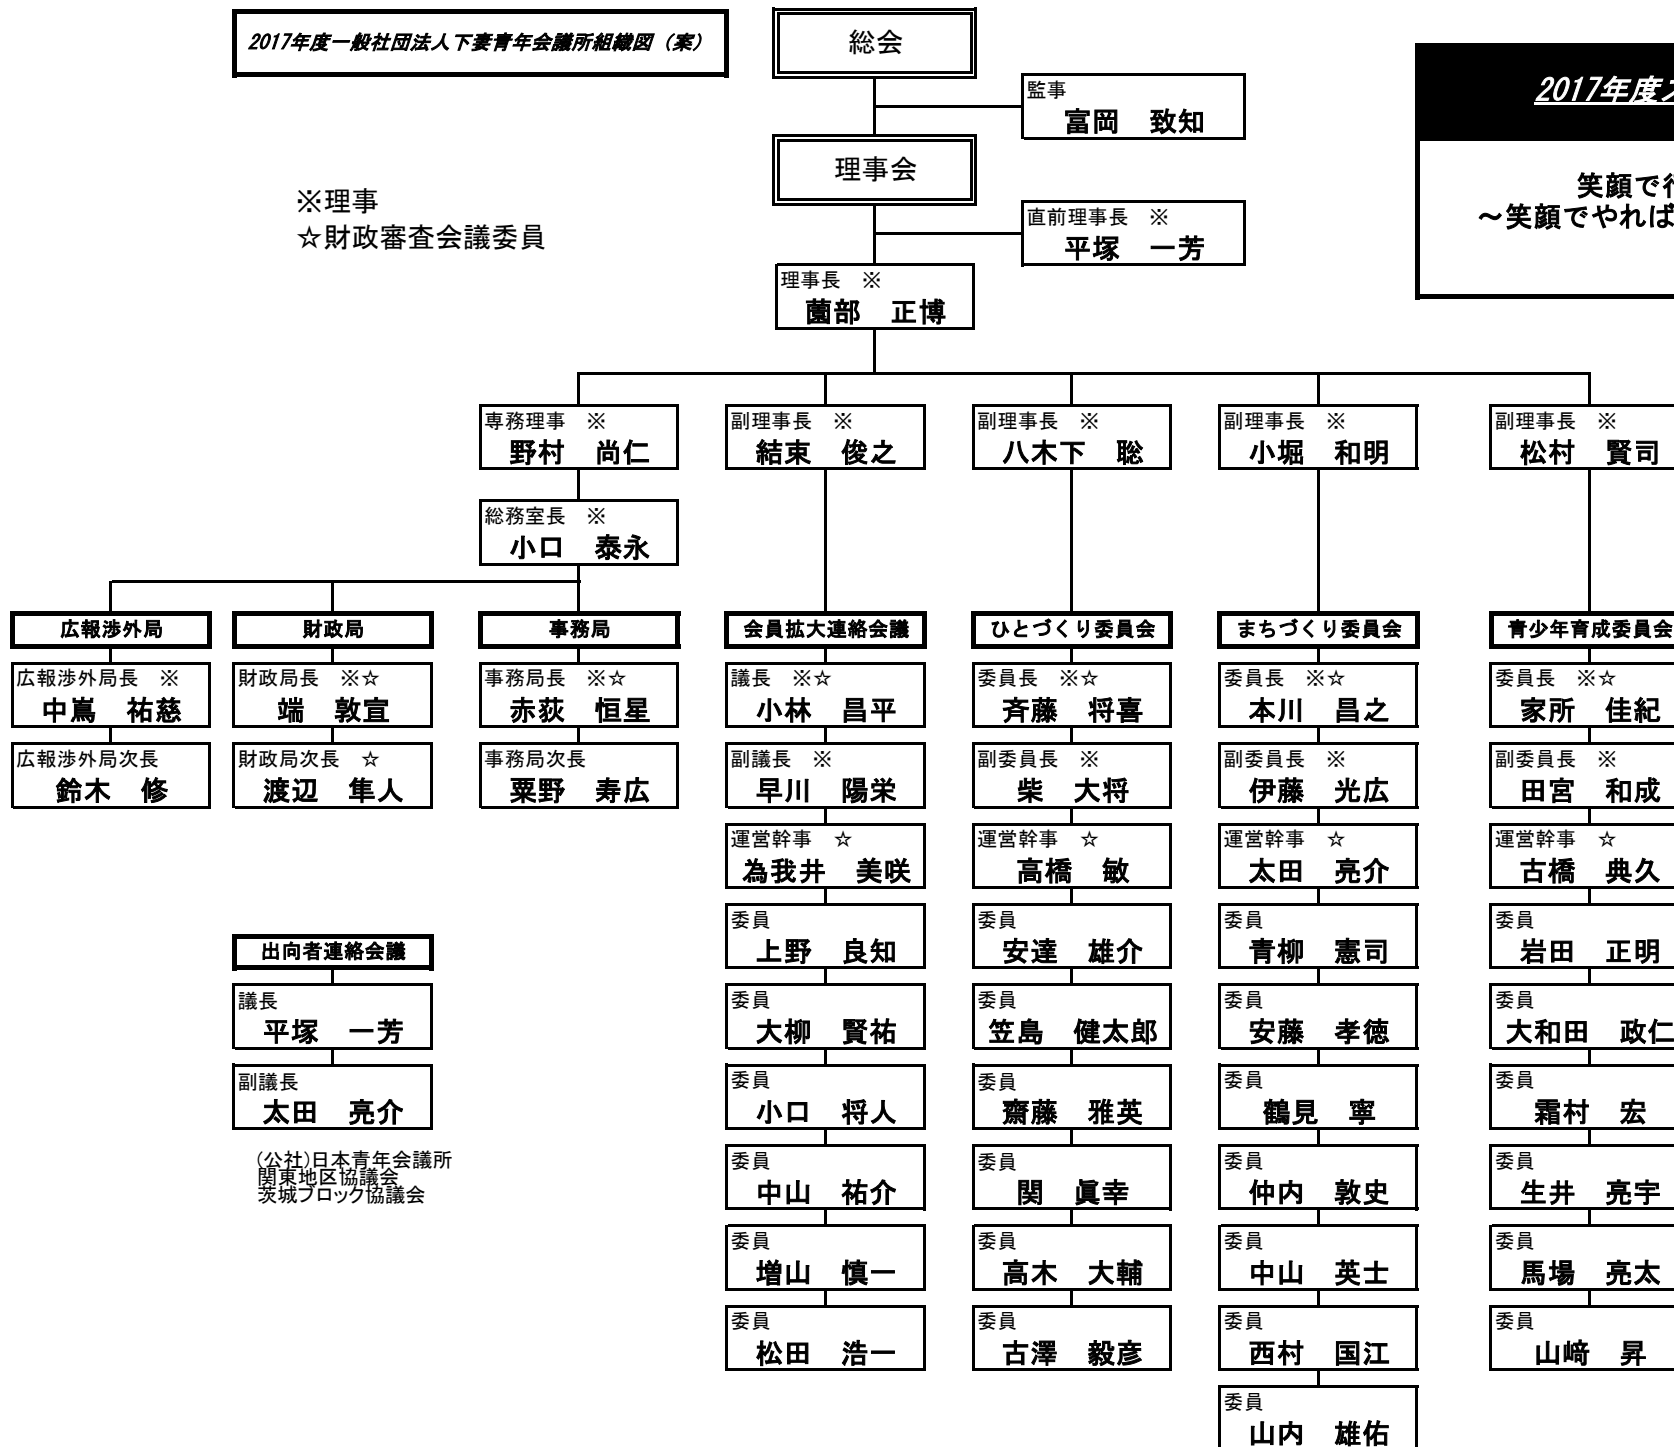 2017年度一般社団法人下妻青年会議所組織図（案）
総会
2017年度ス
監事
富岡　致知
理事会
※理事
☆財政審査会議委員
笑顔で行
～笑顔でやれば
直前理事長　※
平塚　一芳
理事長　※
薗部　正博
専務理事　※
野村　尚仁
副理事長　※
結束　俊之
副理事長　※
八木下　聡
副理事長　※
小堀　和明
副理事長　※
松村　賢司
総務室長　※
小口　泰永
広報渉外局
広報渉外局長　※
中嶌　祐慈
広報渉外局次長
鈴木　修
財政局
財政局長　※☆
端　敦宣
財政局次長　☆
渡辺　隼人
事務局
事務局長　※☆
赤荻　恒星
事務局次長
粟野　寿広
会員拡大連絡会議
議長　※☆
小林　昌平
副議長　※
早川　陽栄
運営幹事　☆
為我井　美咲
委員
上野　良知
委員
大柳　賢祐
委員
小口　将人
委員
中山　祐介
委員
増山　慎一
委員
松田　浩一
ひとづくり委員会
委員長　※☆
斉藤　将喜
副委員長　※
柴　大将
運営幹事　☆
高橋　敏
委員
安達　雄介
委員
笠島　健太郎
委員
齋藤　雅英
委員
関　眞幸
委員
高木　大輔
委員
古澤　毅彦
まちづくり委員会
委員長　※☆
本川　昌之
副委員長　※
伊藤　光広
運営幹事　☆
太田　亮介
委員
青柳　憲司
委員
安藤　孝徳
委員
鶴見　寧
委員
仲内　敦史
委員
中山　英士
委員
西村　国江
委員
山内　雄佑
青少年育成委員会
委員長　※☆
家所　佳紀
副委員長　※
田宮　和成
運営幹事　☆
古橋　典久
委員
岩田　正明
委員
大和田　政仁
委員
霜村　宏
委員
生井　亮宇
委員
馬場　亮太
委員
山﨑　昇
出向者連絡会議
議長
平塚　一芳
副議長
太田　亮介
(公社)日本青年会議所
関東地区協議会
茨城ブロック協議会